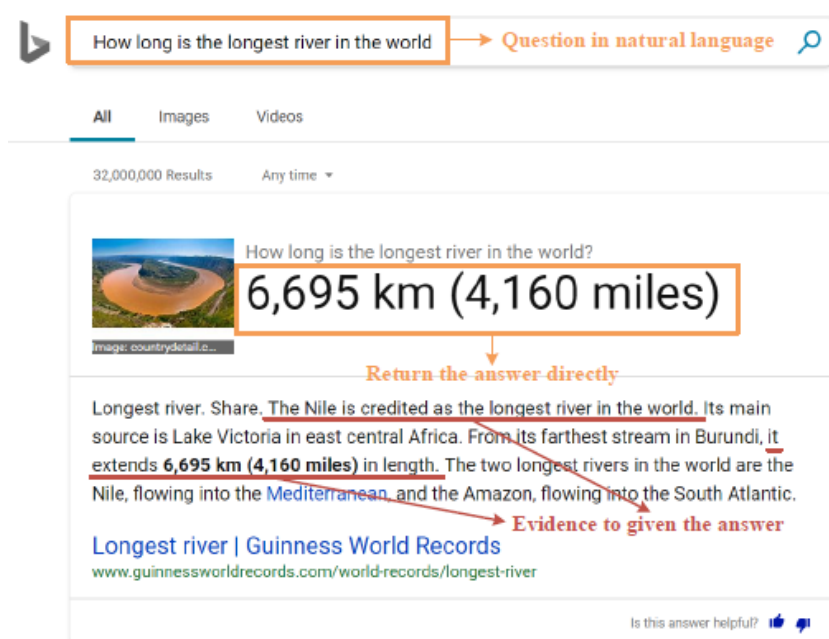 How long is the longest river in the world
Question in natural language
All Images Videos
32,000,000 Results Any time
How long is the longest river in the world?
6,695 km (4,160 miles)
Image: countrydetail.c...
Return the answer directly
Longest river. Share. The Nile is credited as the longest river in the world. Its main
source is Lake Victoria in east central Africa. From its farthest stream in Burundi, it
extends 6,695 km (4,160 miles) in length. The two longest rivers in the world are the
Nile, flowing into the Mediterranean, and the Amazon, flowing into the South Atlantic.
Evidence to given the answer
Longest river | Guinness World Records
www.guinnessworldrecords.com/world-records/longest-river
Is this answer helpful?